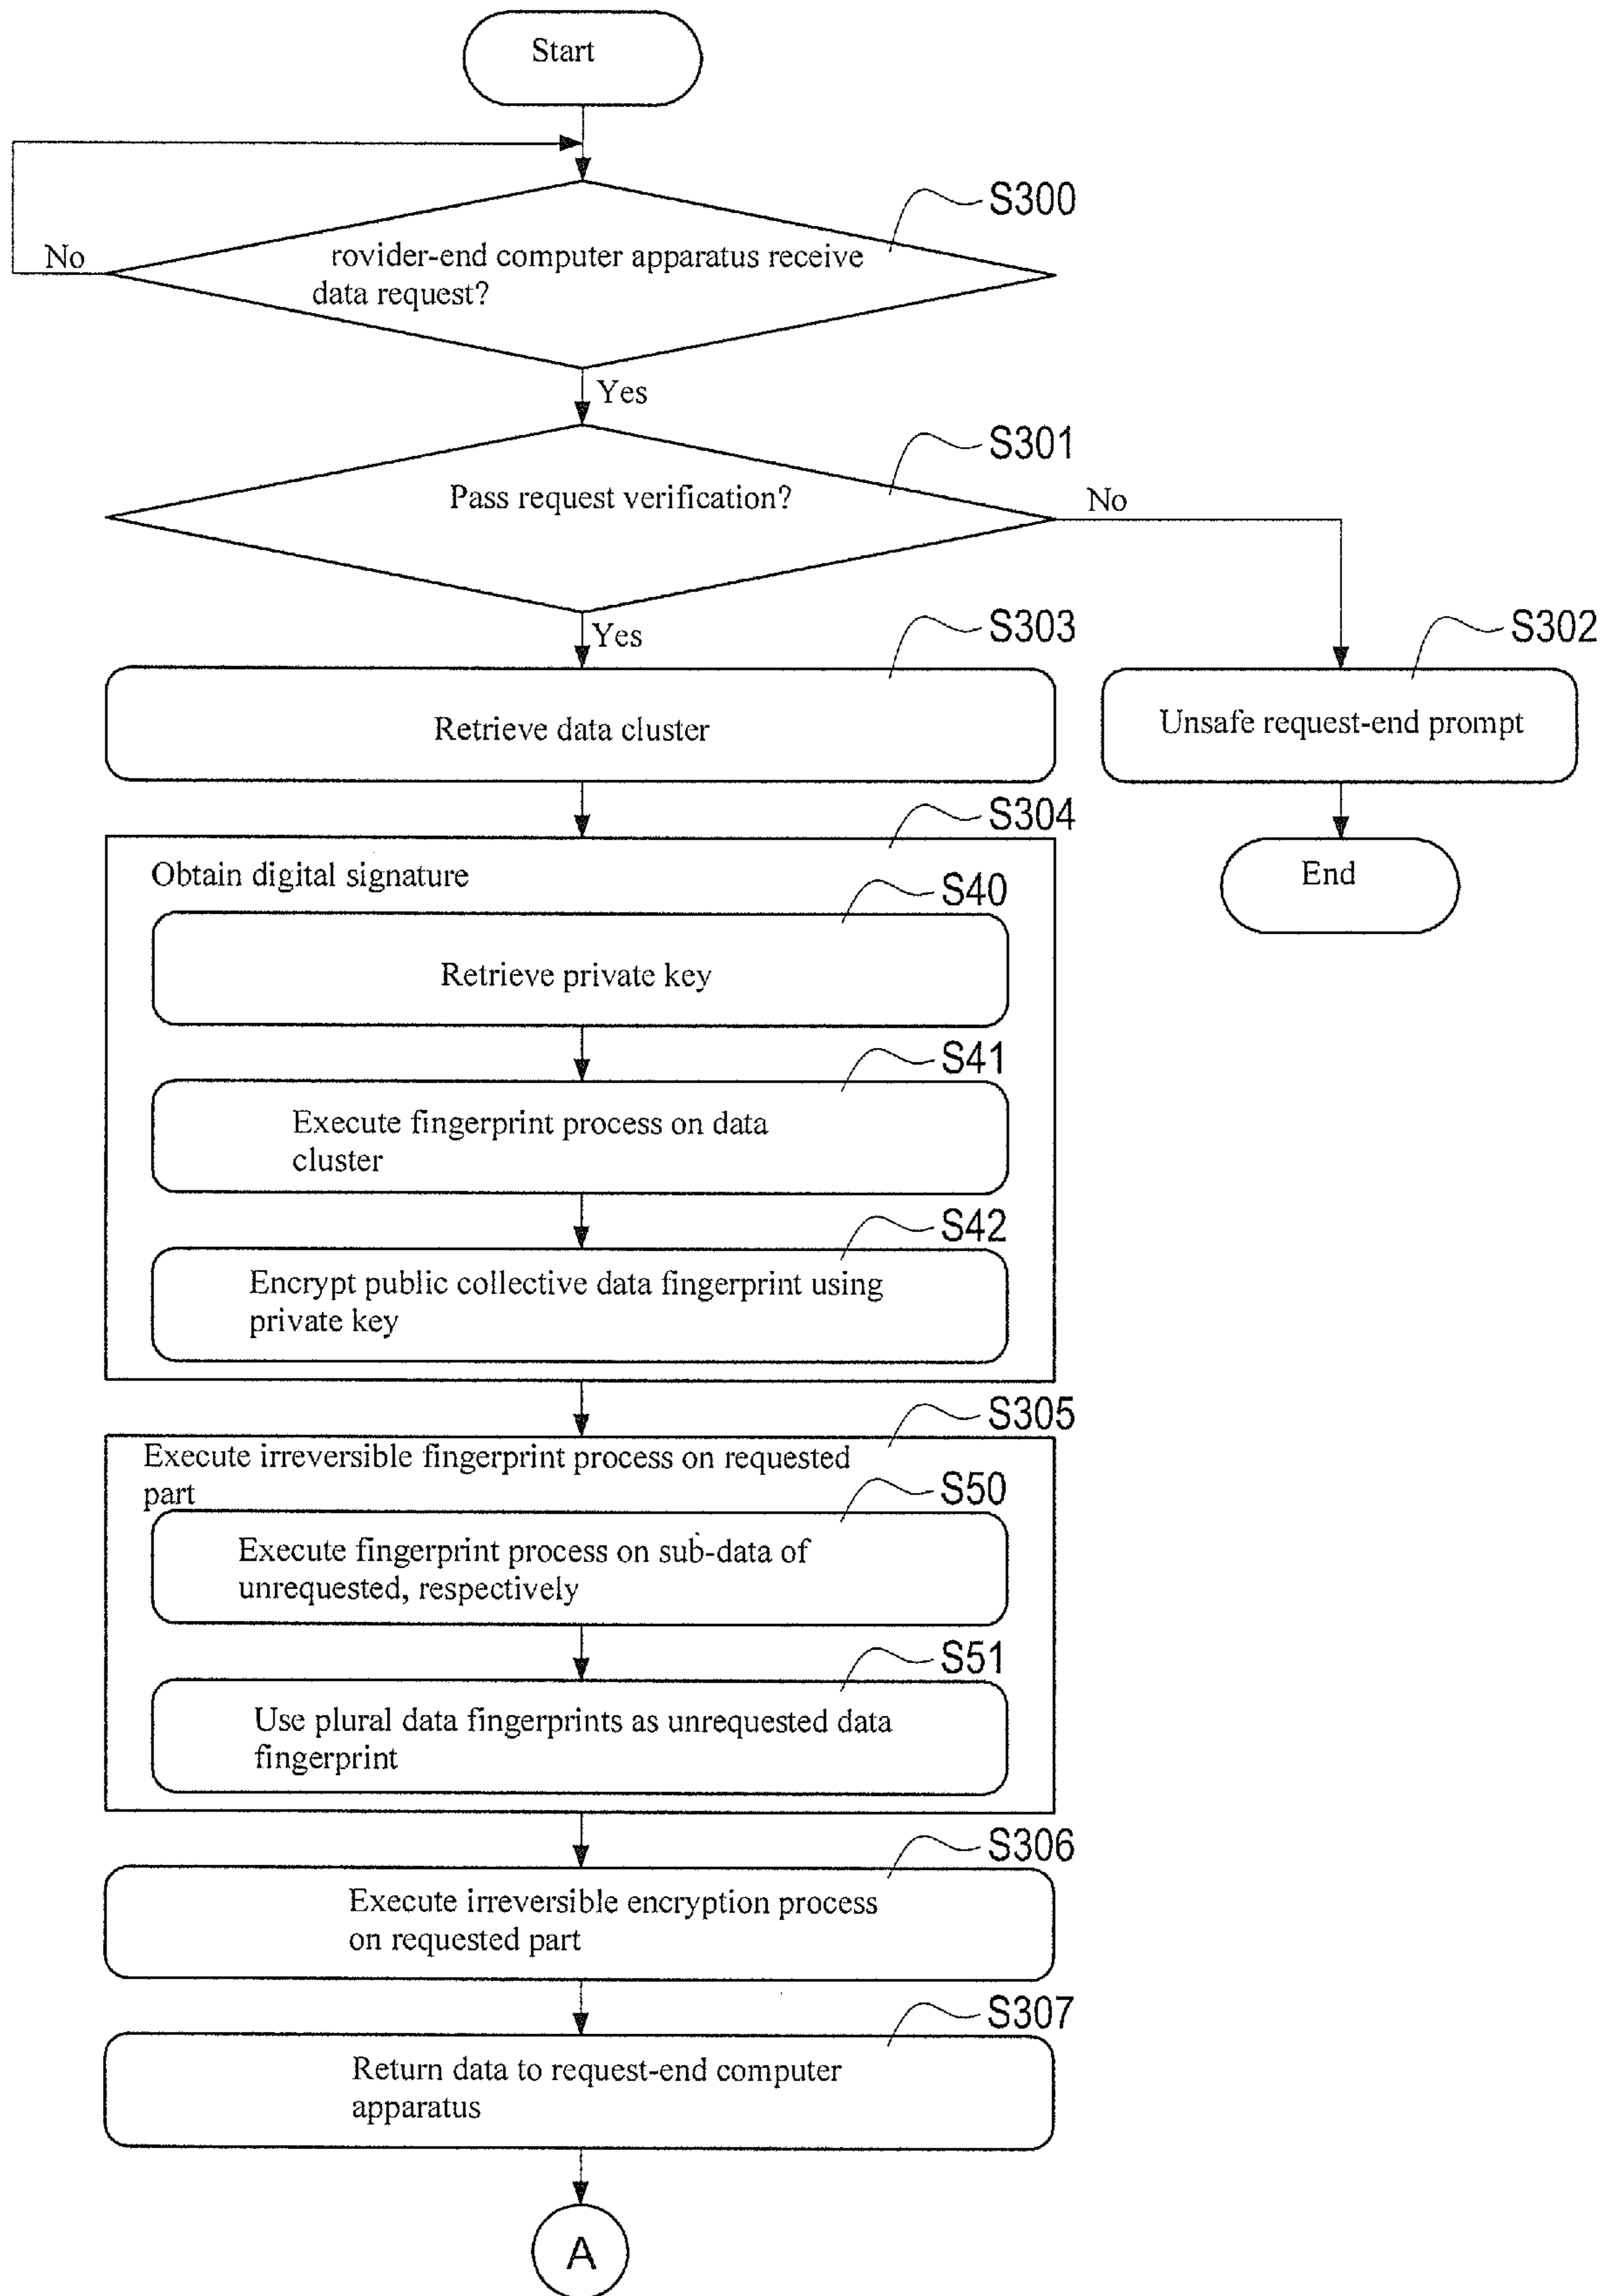 Start
S300
No
rovider-end computer apparatus receive
data request?
Yes
S301
Pass request verification?
No
Yes
S303
S302
Retrieve data cluster
Unsafe request-end prompt
S304
Obtain digital signature
End
S40
Retrieve private key
S41
Execute fingerprint process on data
cluster
S42
Encrypt public collective data fingerprint using
private key
S305
Execute irreversible fingerprint process on requested
part
S50
Execute fingerprint process on sub-data of
unrequested, respectively
S51
Use plural data fingerprints as unrequested data
fingerprint
S306
Execute irreversible encryption process
on requested part
S307
Return data to request-end computer
apparatus
A